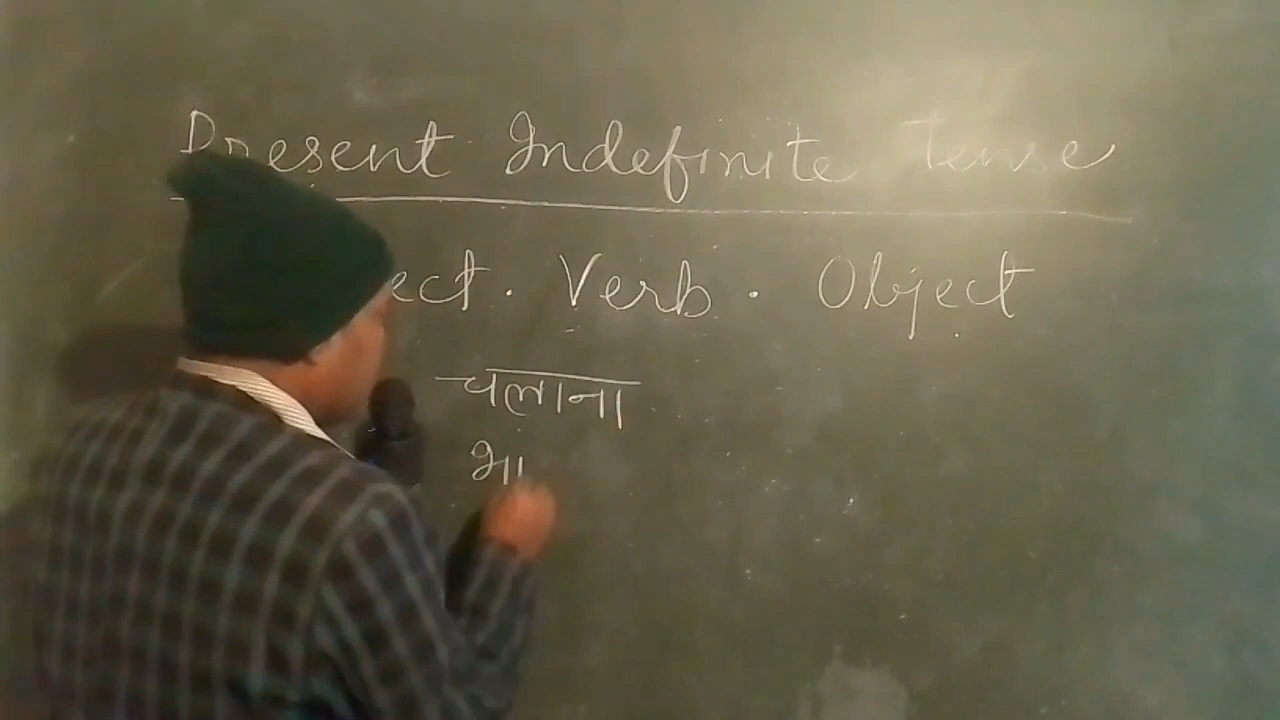 Present Indefinite Tense
ect. Verb. Object
चलाना
भा